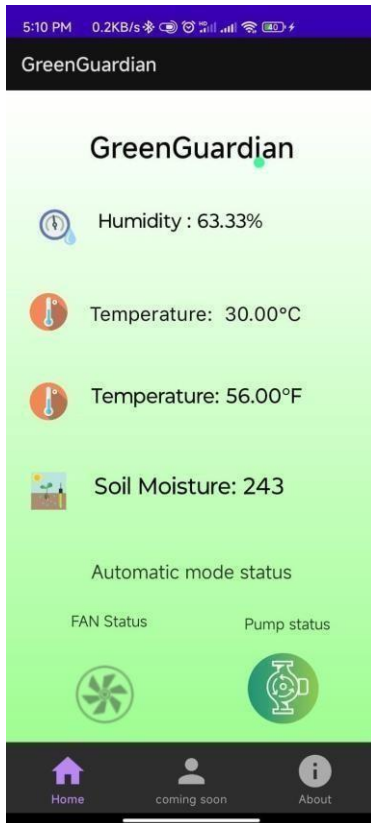 5:10 PM 0.2KB/s 40
GreenGuardian
GreenGuardian
Humidity : 63.33%
Temperature: 30.00°C
Temperature: 56.00°F
Soil Moisture: 243
Automatic mode status
FAN Status
Pump status
Home
coming soon
About